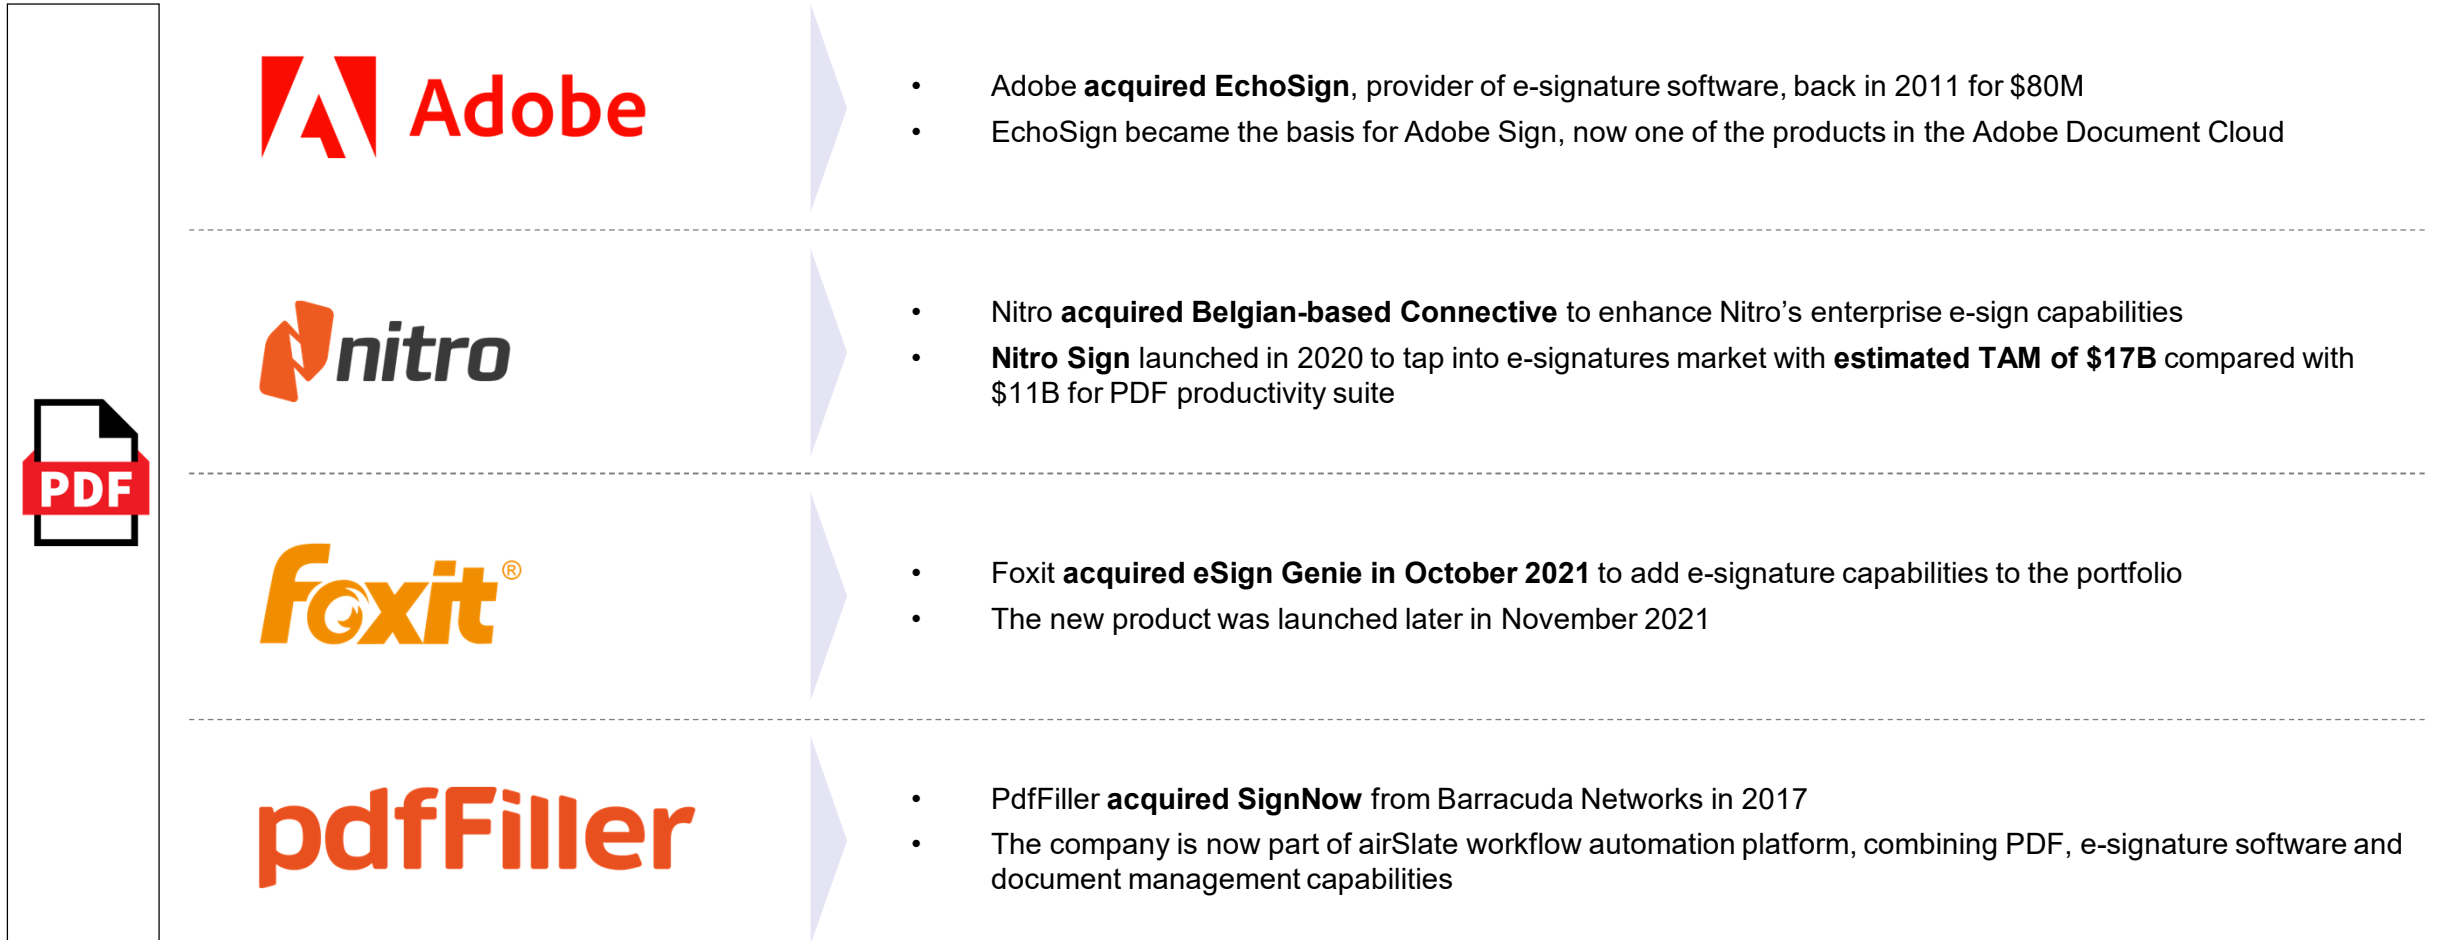 Adobe
• Adobe acquired EchoSign, provider of e-signature software, back in 2011 for $80M
• EchoSign became the basis for Adobe Sign, now one of the products in the Adobe Document Cloud
nitro
• Nitro acquired Belgian-based Connective to enhance Nitro’s enterprise e-sign capabilities
• Nitro Sign launched in 2020 to tap into e-signatures market with estimated TAM of $17B compared with
$11B for PDF productivity suite
PDF
foxit®
• Foxit acquired eSign Genie in October 2021 to add e-signature capabilities to the portfolio
• The new product was launched later in November 2021
pdfFiller
• PdfFiller acquired SignNow from Barracuda Networks in 2017
• The company is now part of airSlate workflow automation platform, combining PDF, e-signature software and
document management capabilities